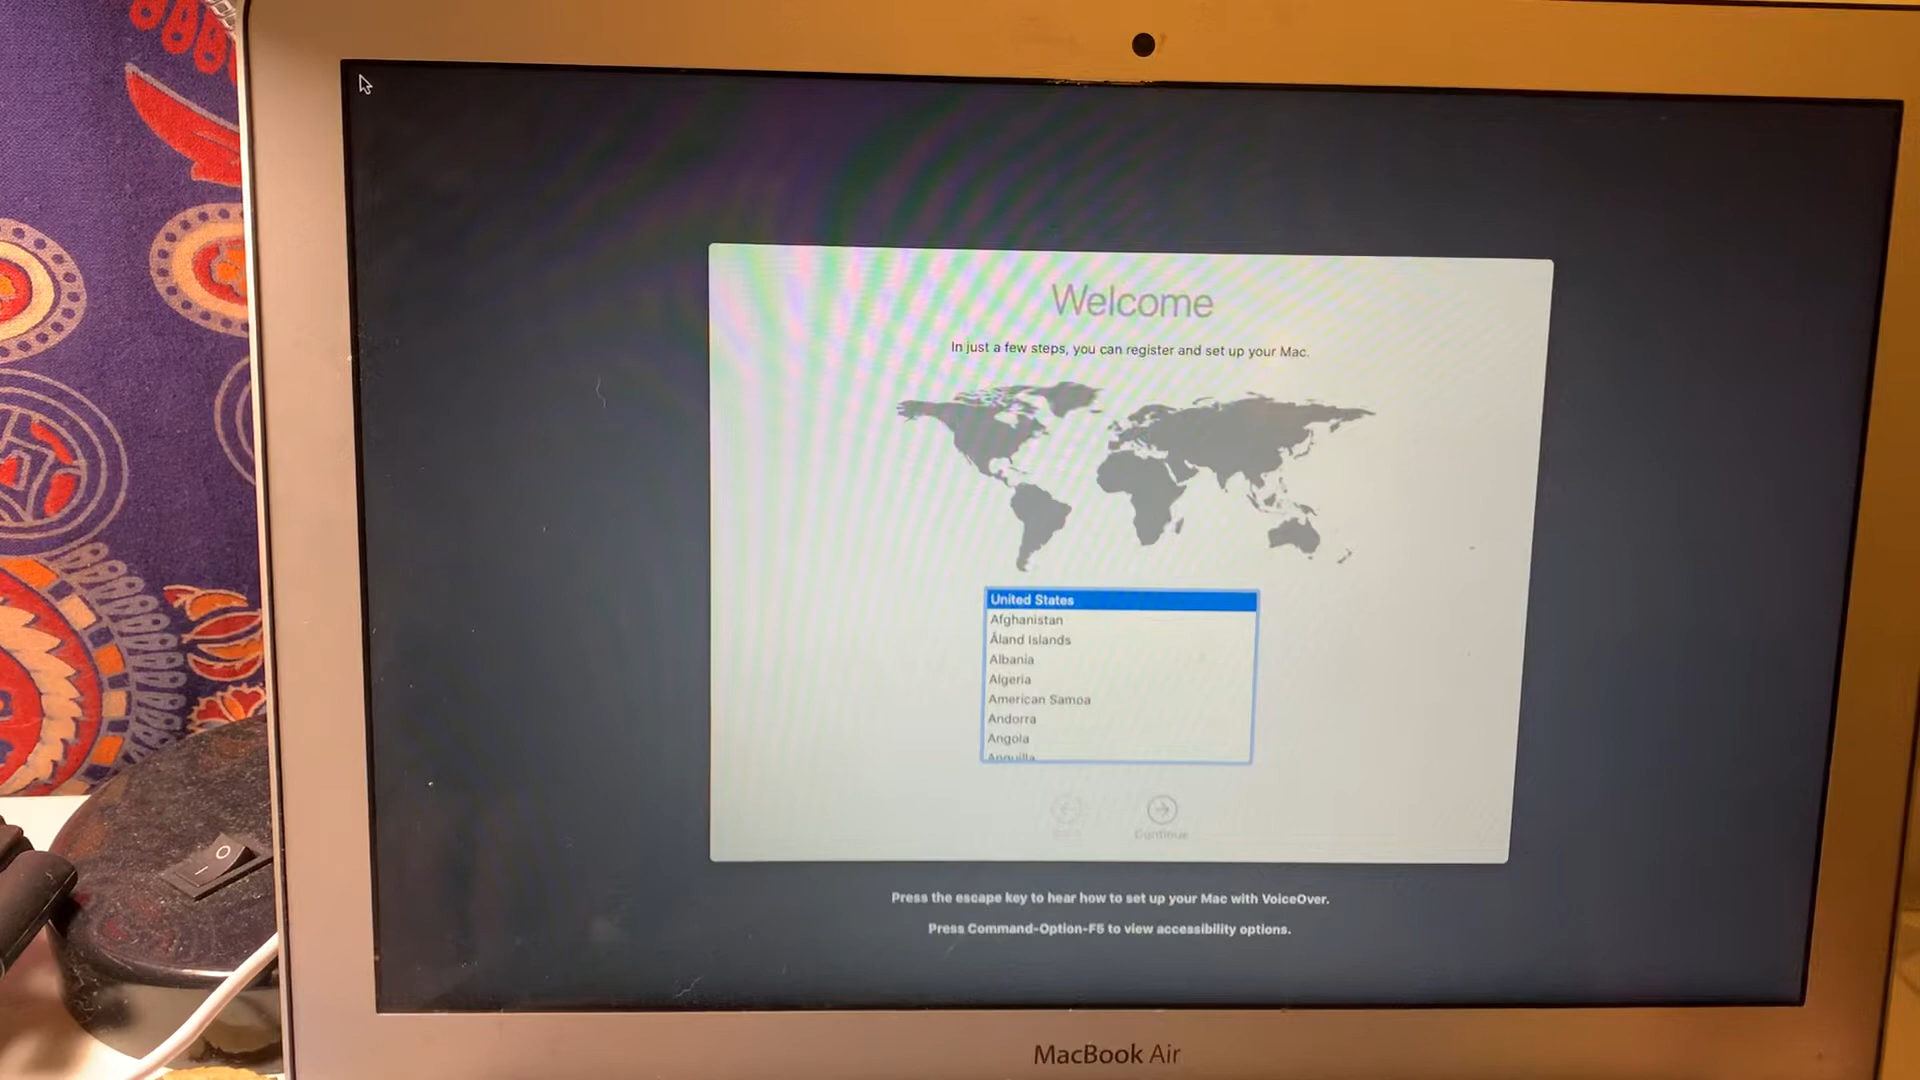 Welcome
In just a few steps, you can register and set up your Mac.
United States
Afghanistan
Åland Islands
Albania
Algeria
American Samoa
Andorra
Angola
Anguilla
Continue
Press the escape key to hear how to set up your Mac with VoiceOver.
Press Command-Option-F5 to view accessibility options.
MacBook Air